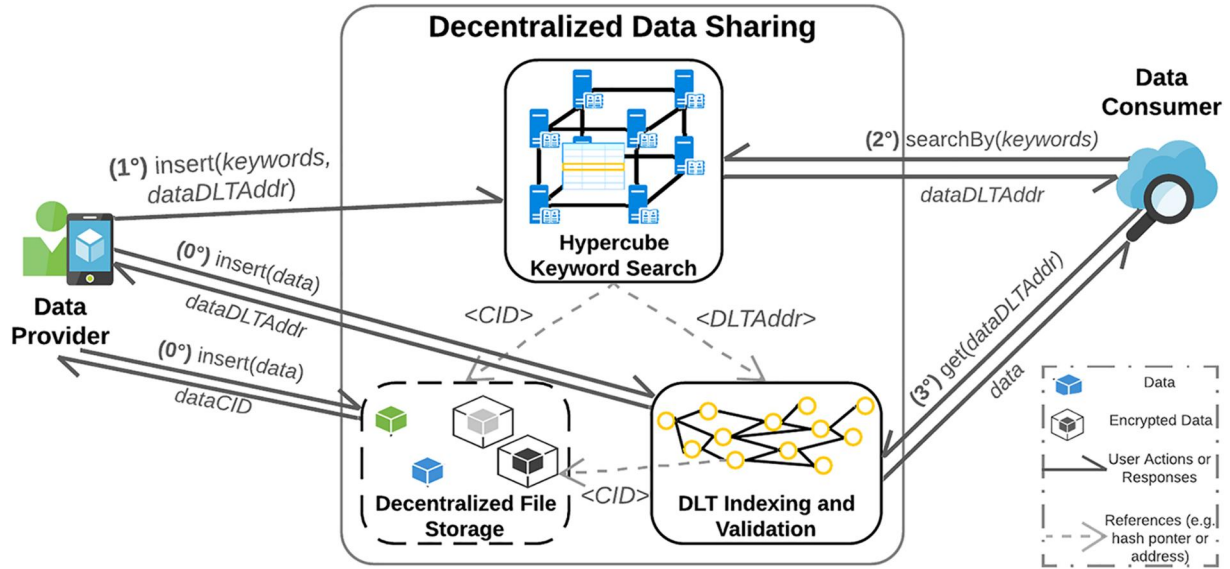 Decentralized Data Sharing
Data
Consumer
(1°) insert(keywords,
dataDLTAddr)
(2°) searchBy(keywords)
dataDLTAddr
Hypercube
Keyword Search
Data
Provider
(0°) insert(data)
dataDLTAddr
<CID>
<DLTAddr>
(0°) insert(data)
dataCID
(3°) get(dataDLTAddr)
data
<CID>
Decentralized File
Storage
DLT Indexing and
Validation
Data
Encrypted Data
User Actions or
Responses
References (e.g.
hash ponter or
address)